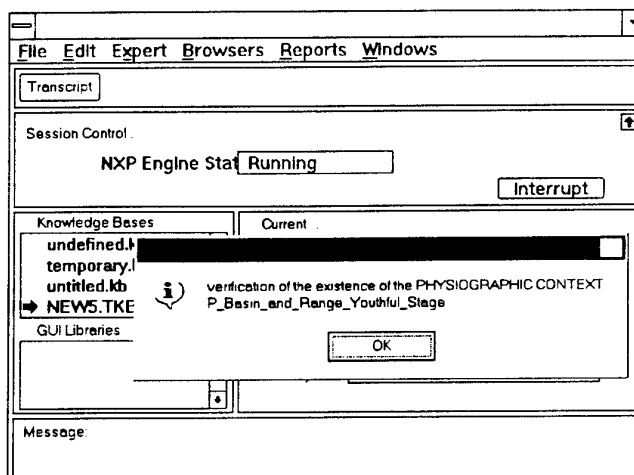 File Edit Expert Browsers Reports Windows
Transcript
Session Control .
NXP Engine Stat Running
Interrupt
Knowledge Bases
Current .
undefined.k
temporary.l
untitled.kb
NEW5.TKE
verification of the existence of the PHYSIOGRAPHIC CONTEXT
P_Basin_and_Range_Youthful_Stage
GUI Libraries
OK
Message: